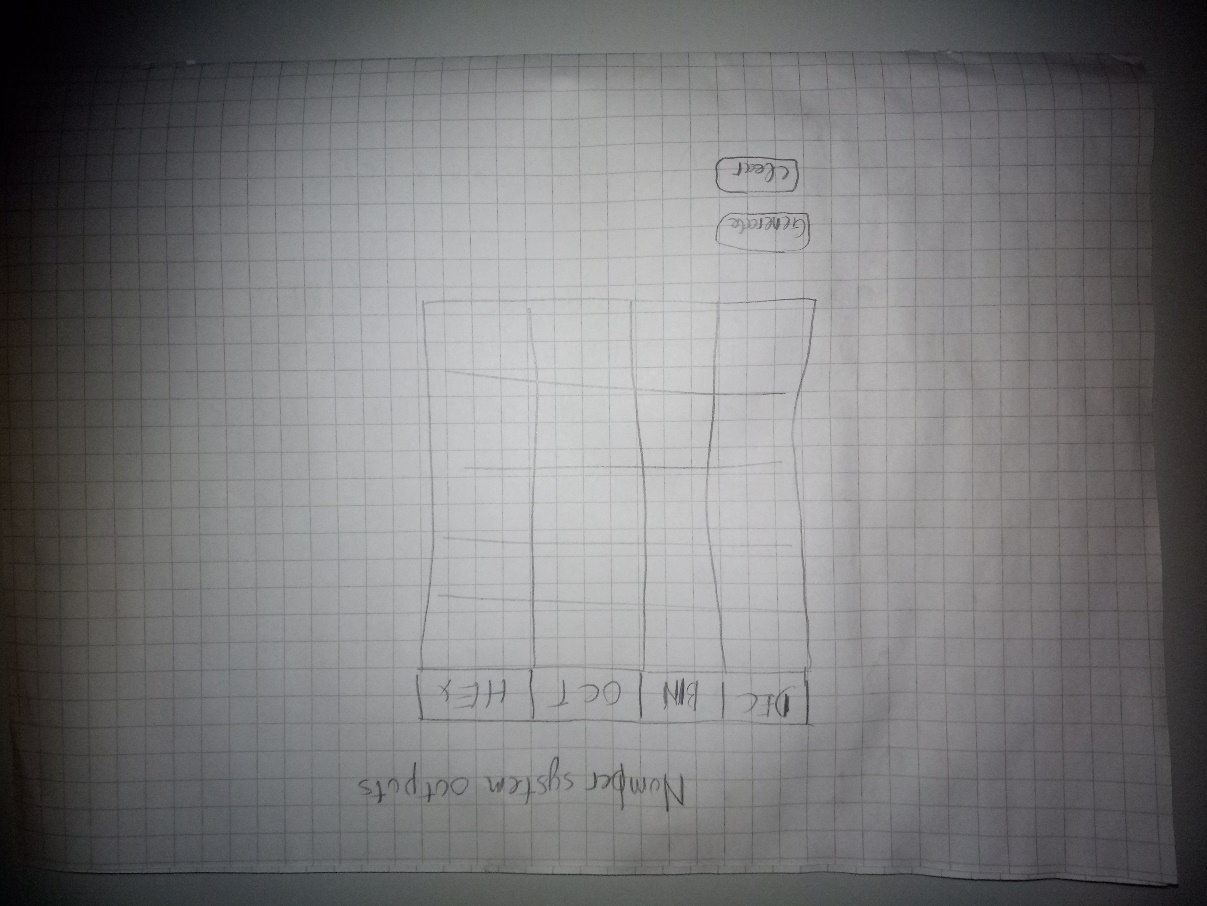 Number system outputs
DEC BIN OCT HEX
Generate
Clear